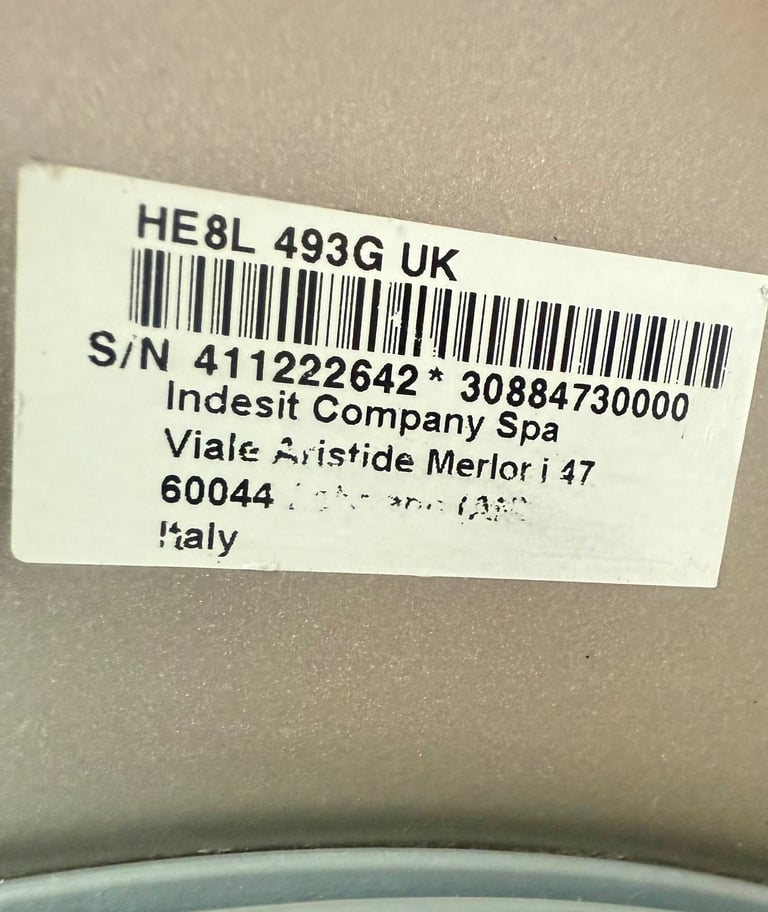 HE8L 493G UK
S/N 411222642* 30884730000
Indesit Company Spa
Viale Aristide Merloni 47
60044
Italy